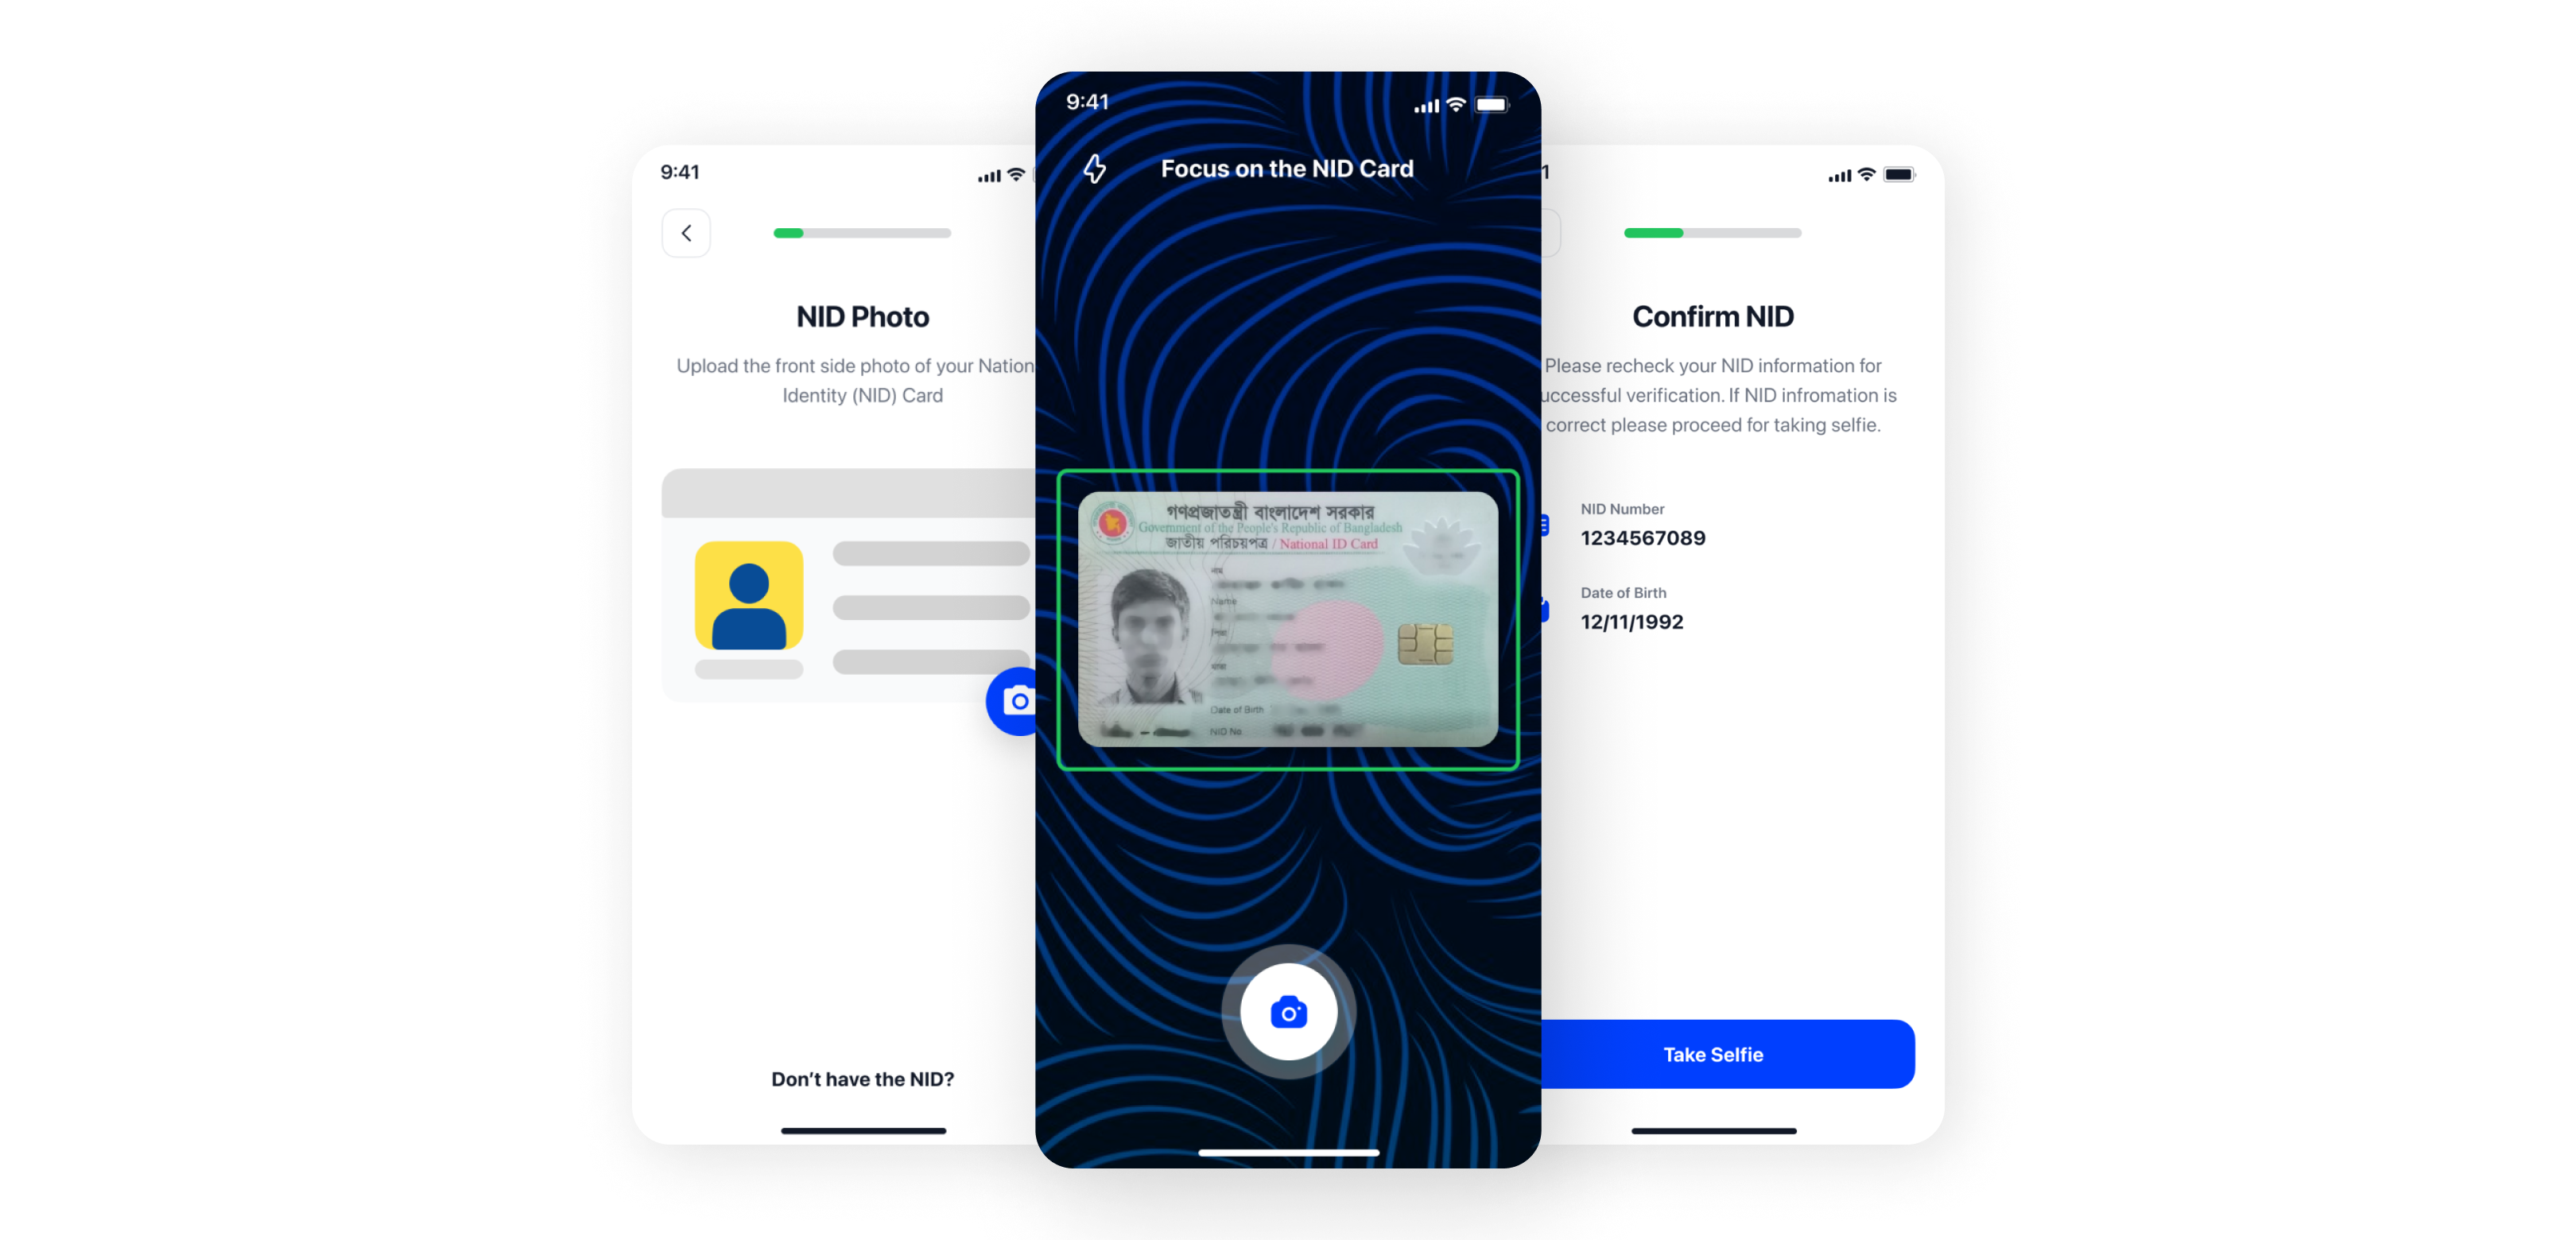 9:41
NID Photo
Upload the front side photo of your Nation
Identity (NID) Card
Don't have the NID?
9:41
Focus on the NID Card
গণপ্রজাতন্ত্রী বাংলাদেশ সরকার
Government of the People's Republic of Bangladesh
জাতীয় পরিচয়পত্র / National ID Card
নাম
Name
পিতা
মাতা
Date of Birth
NID No
1
Confirm NID
Please recheck your NID information for
uccessful verification. If NID infromation is
correct please proceed for taking selfie.
NID Number
1234567089
Date of Birth
12/11/1992
Take Selfie